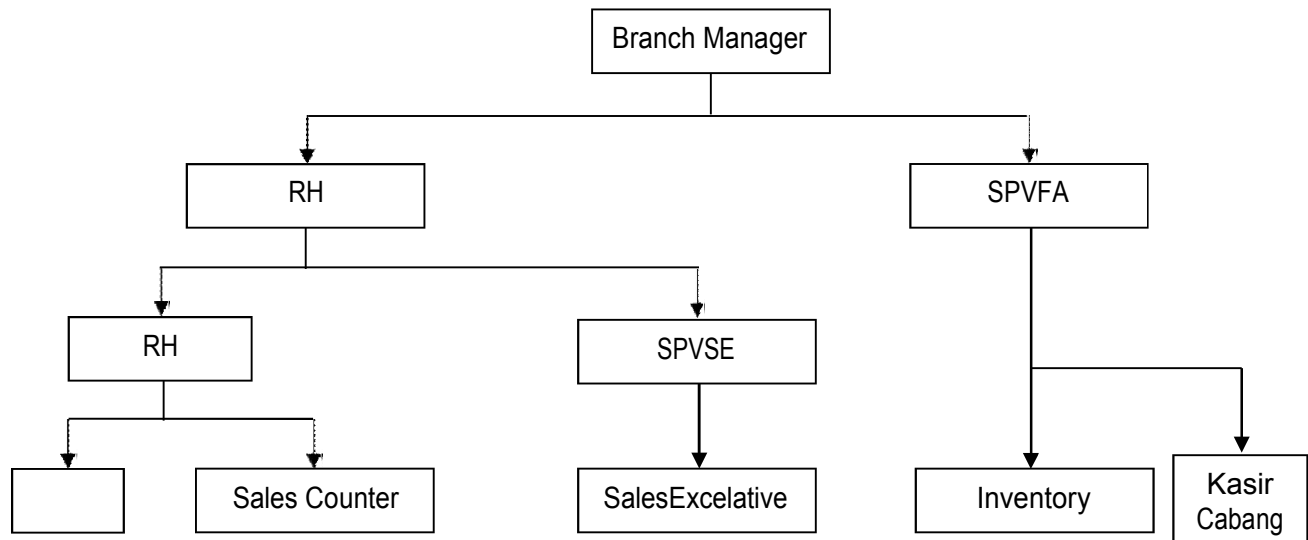 Branch Manager
RH
SPVFA
RH
SPVSE
Sales Counter
SalesExcelative
Inventory
Kasir
Cabang